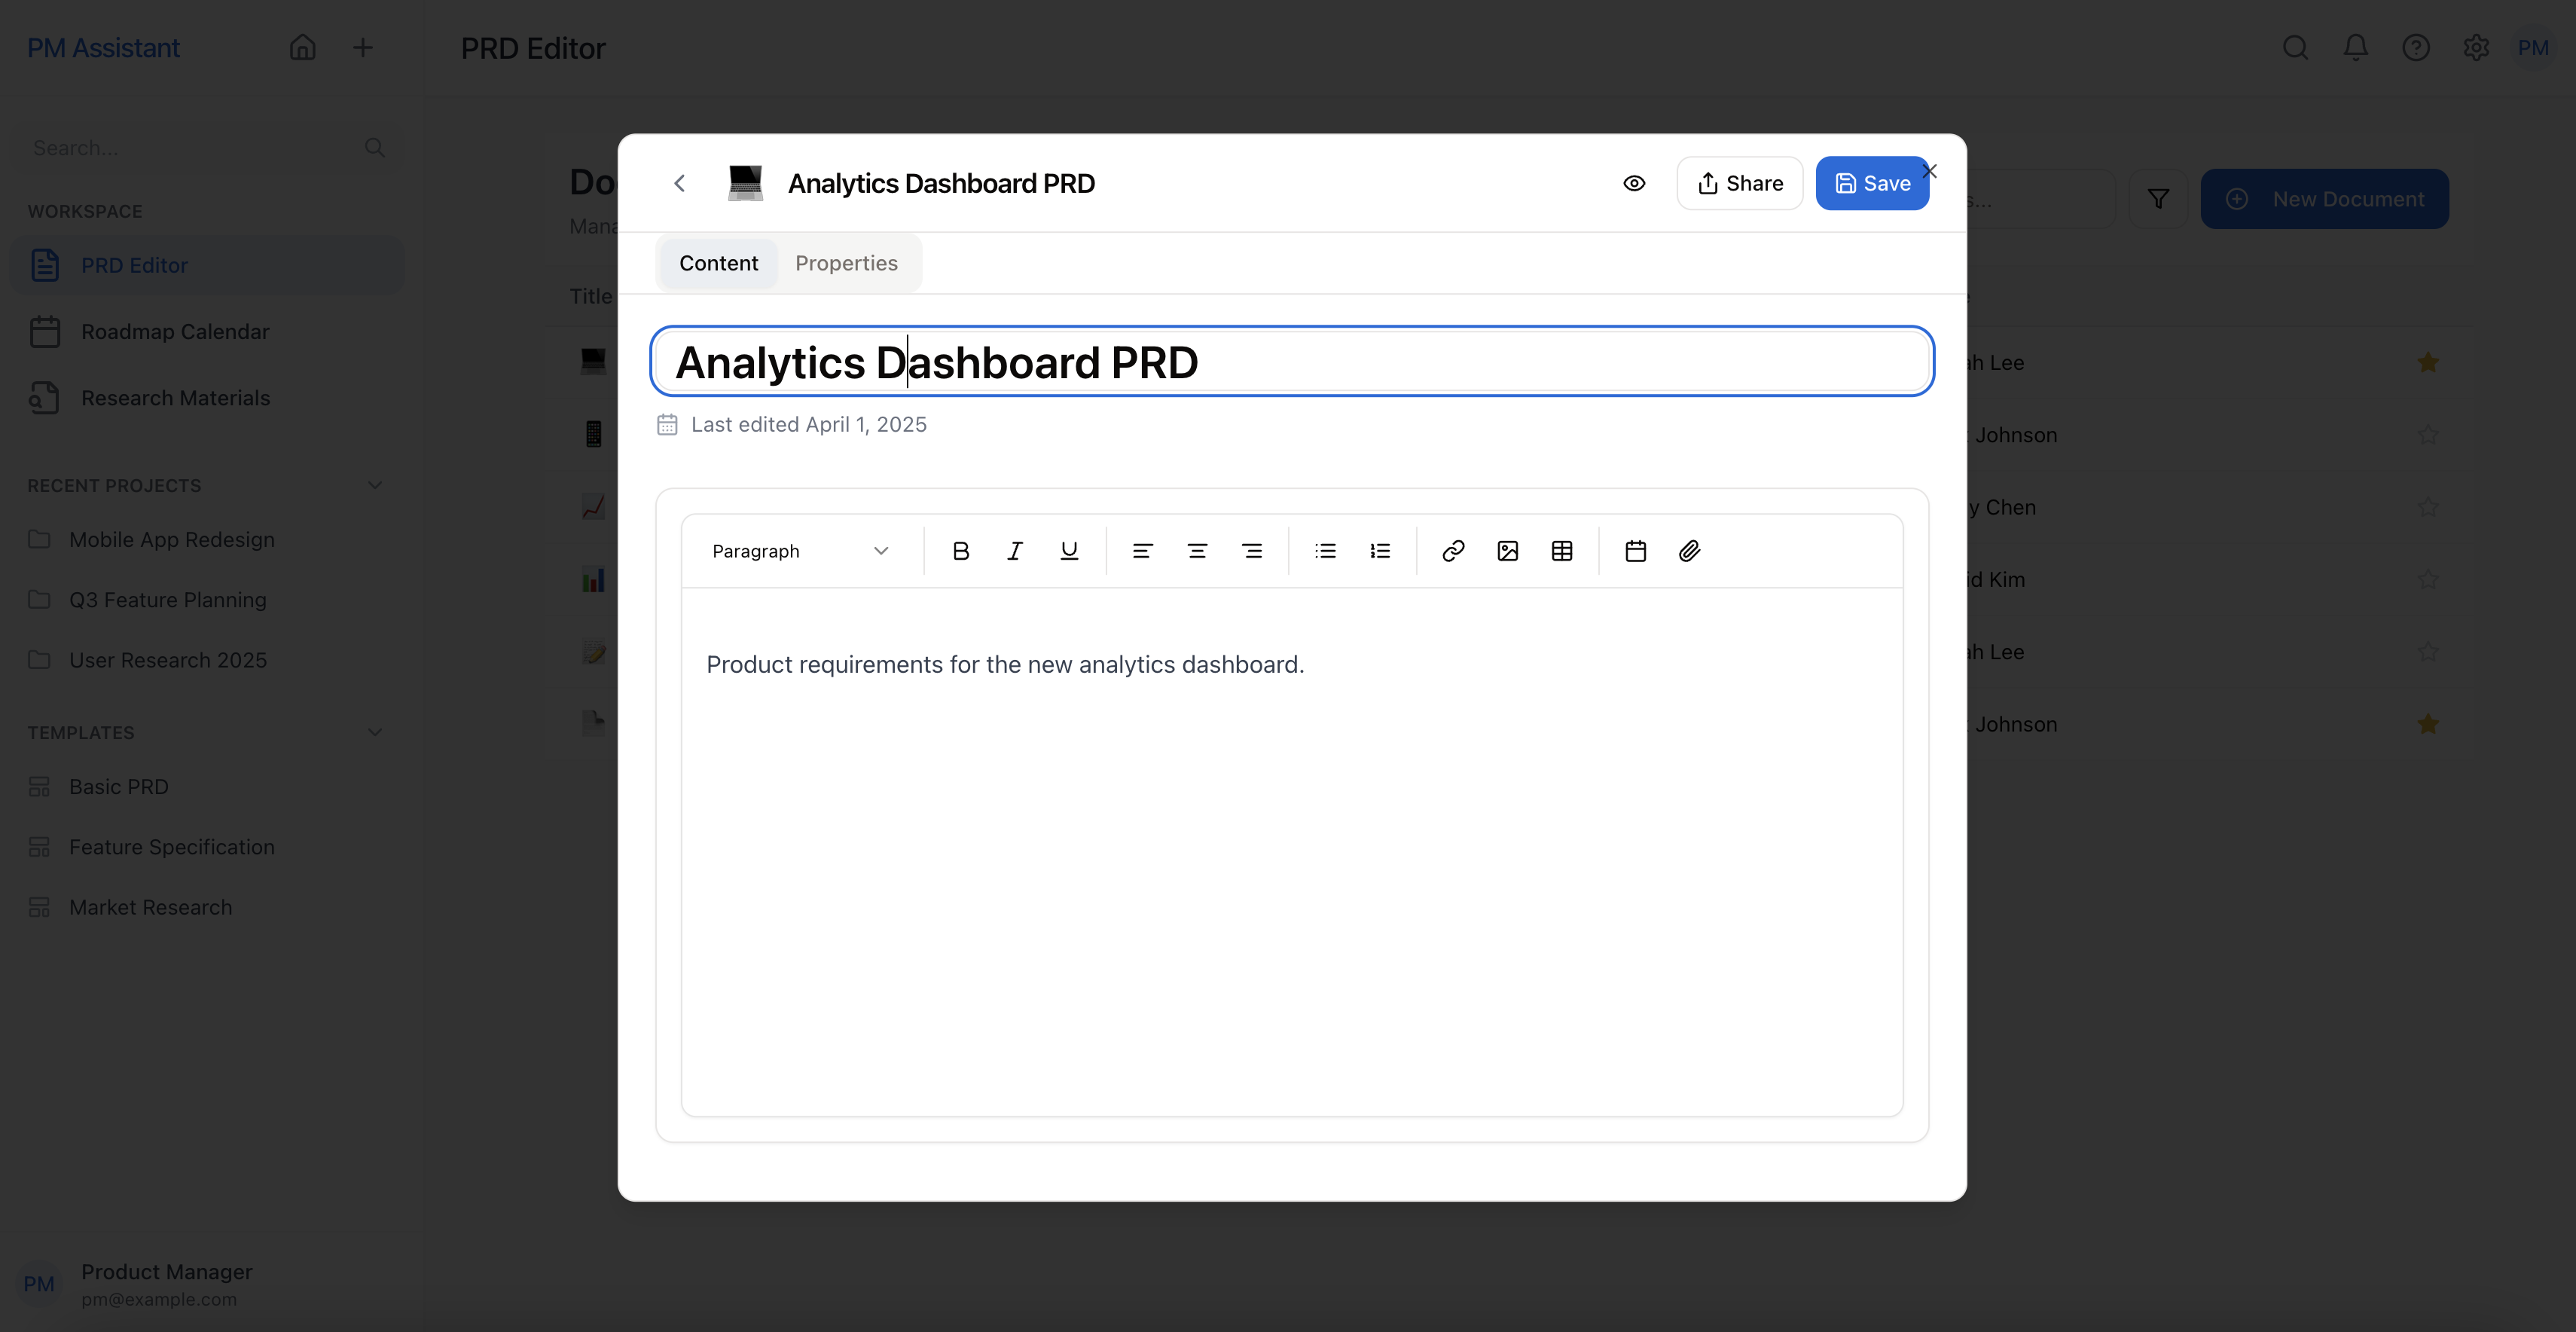 PM Assistant
PRD Editor
PM
Search...
WORKSPACE
PRD Editor
Roadmap Calendar
Research Materials
RECENT PROJECTS
Mobile App Redesign
Q3 Feature Planning
User Research 2025
TEMPLATES
Basic PRD
Feature Specification
Market Research
PM
Product Manager
pm@example.com
New Document
Title
Lee
Johnson
Chen
Kim
Lee
Johnson
Analytics Dashboard PRD
Share
Save
Content
Properties
Analytics Dashboard PRD
Last edited April 1, 2025
Paragraph
B I U
Product requirements for the new analytics dashboard.